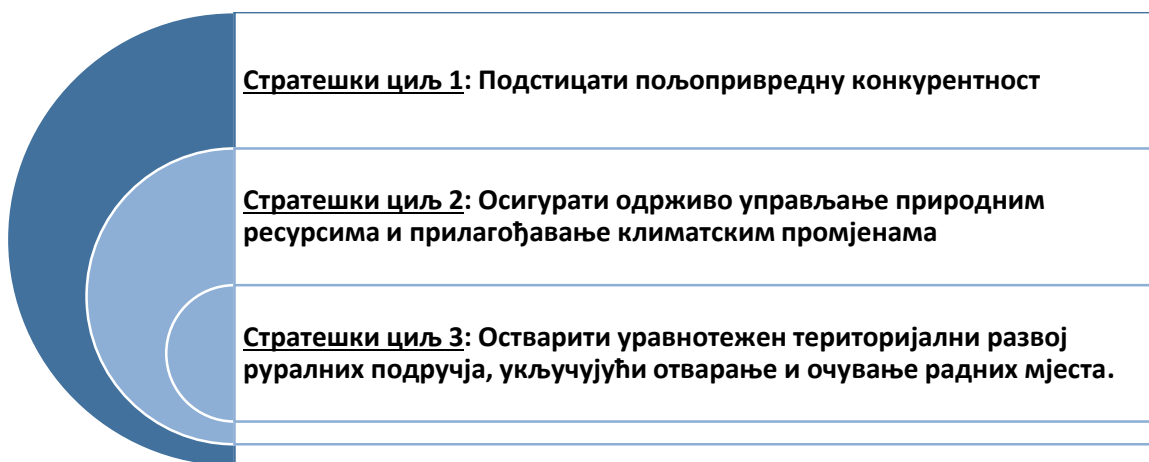 Стратешки циљ 1: Подстицати пољопривредну конкурентност
Стратешки циљ 2: Осигурати одрживо управљање природним
ресурсима и прилагођавање климатским промјенама
Стратешки циљ 3: Остварити уравнотежен територијални развој
руралних подручја, укључујући отварање и очување радних мјеста.